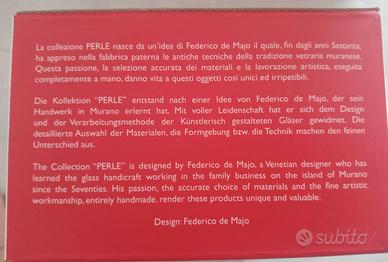 La collezione PERLE nasce da un'idea di Federico de Majo il quale, fin dagli anni Settanta,
ha appreso nella fabbrica paterna le antiche tecniche della tradizione vetraria muranese.
Questa passione, la selezione accurata dei materiali e la lavorazione artistica, eseguita
completamente a mano, danno vita a questi oggetti così unici ed irripetibili.
Die Kollektion “PERLE” entstand nach einer Idee von Federico de Majo, der sein
Handwerk in Murano erlernt hat. Mit voller Leidenschaft hat er sich dem Design
und der Verarbeitungsmethode der Künstlerisch gestalteten Gläser gewidmet. Die
detaillierte Auswahl der Materialen, die Formgebung bzw. die Technik machen den feinen
Unterschied aus.
The Collection “PERLE” is designed by Federico de Majo, a Venetian designer who has
learned the glass handicraft working in the family business on the island of Murano
since the Seventies. His passion, the accurate choice of materials and the fine artistic
workmanship, entirely handmade, render these products unique and valuable.
Design: Federico de Majo
subito